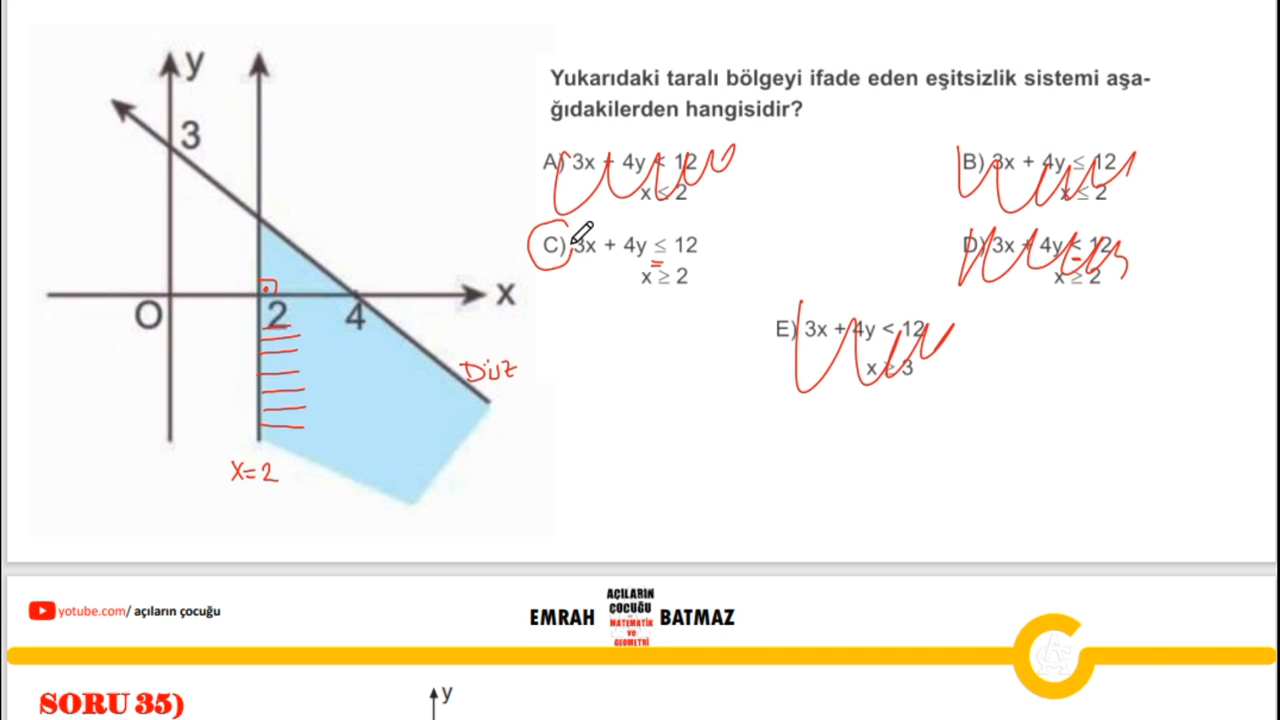 y
3
O
2
4
x
DÜZ
X=2
Yukarıdaki taralı bölgeyi ifade eden eşitsizlik sistemi aşa-
ğıdakilerden hangisidir?
A) 3x + 4y < 12
x ≤ 2
B) 3x + 4y ≤ 12
x ≤ 2
C) 3x + 4y ≤ 12
x ≥ 2
D) 3x + 4y < 12
x ≥ 2
E) 3x + 4y < 12
x ≥ 3
yotube.com/ açıların çocuğu
EMRAH
AÇILARIN
ÇOCUĞU
MATEMATİK
ve
GEOMETRİ
BATMAZ
SORU 35)
y